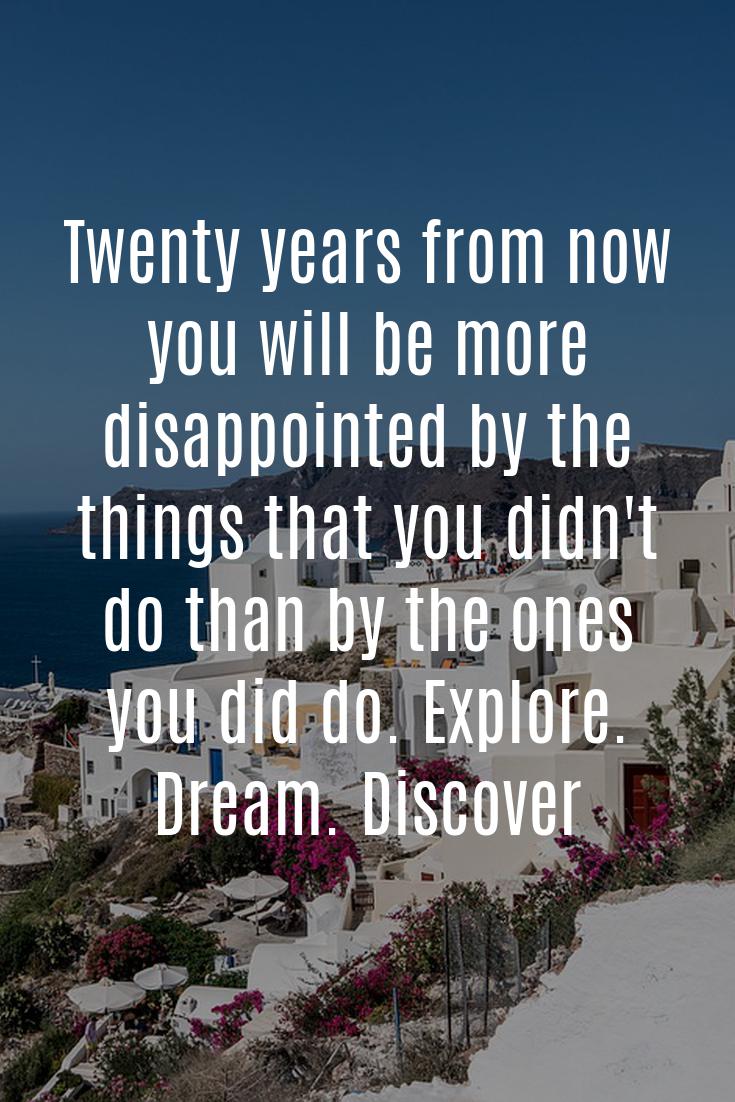 Twenty years from now
you will be more
disappointed by the
things that you didn't
do than by the ones
you did do. Explore.
Dream. Discover